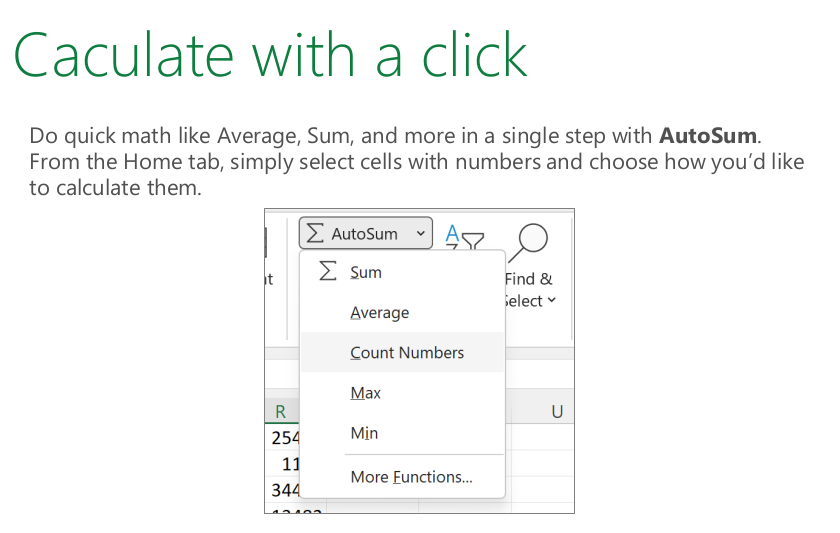 Caculate with a click
Do quick math like Average, Sum, and more in a single step with AutoSum.
From the Home tab, simply select cells with numbers and choose how you’d like
to calculate them.
AutoSum
Sum
Average
Count Numbers
Max
Min
More Functions...
Find &
Select
R
U
254
11
344